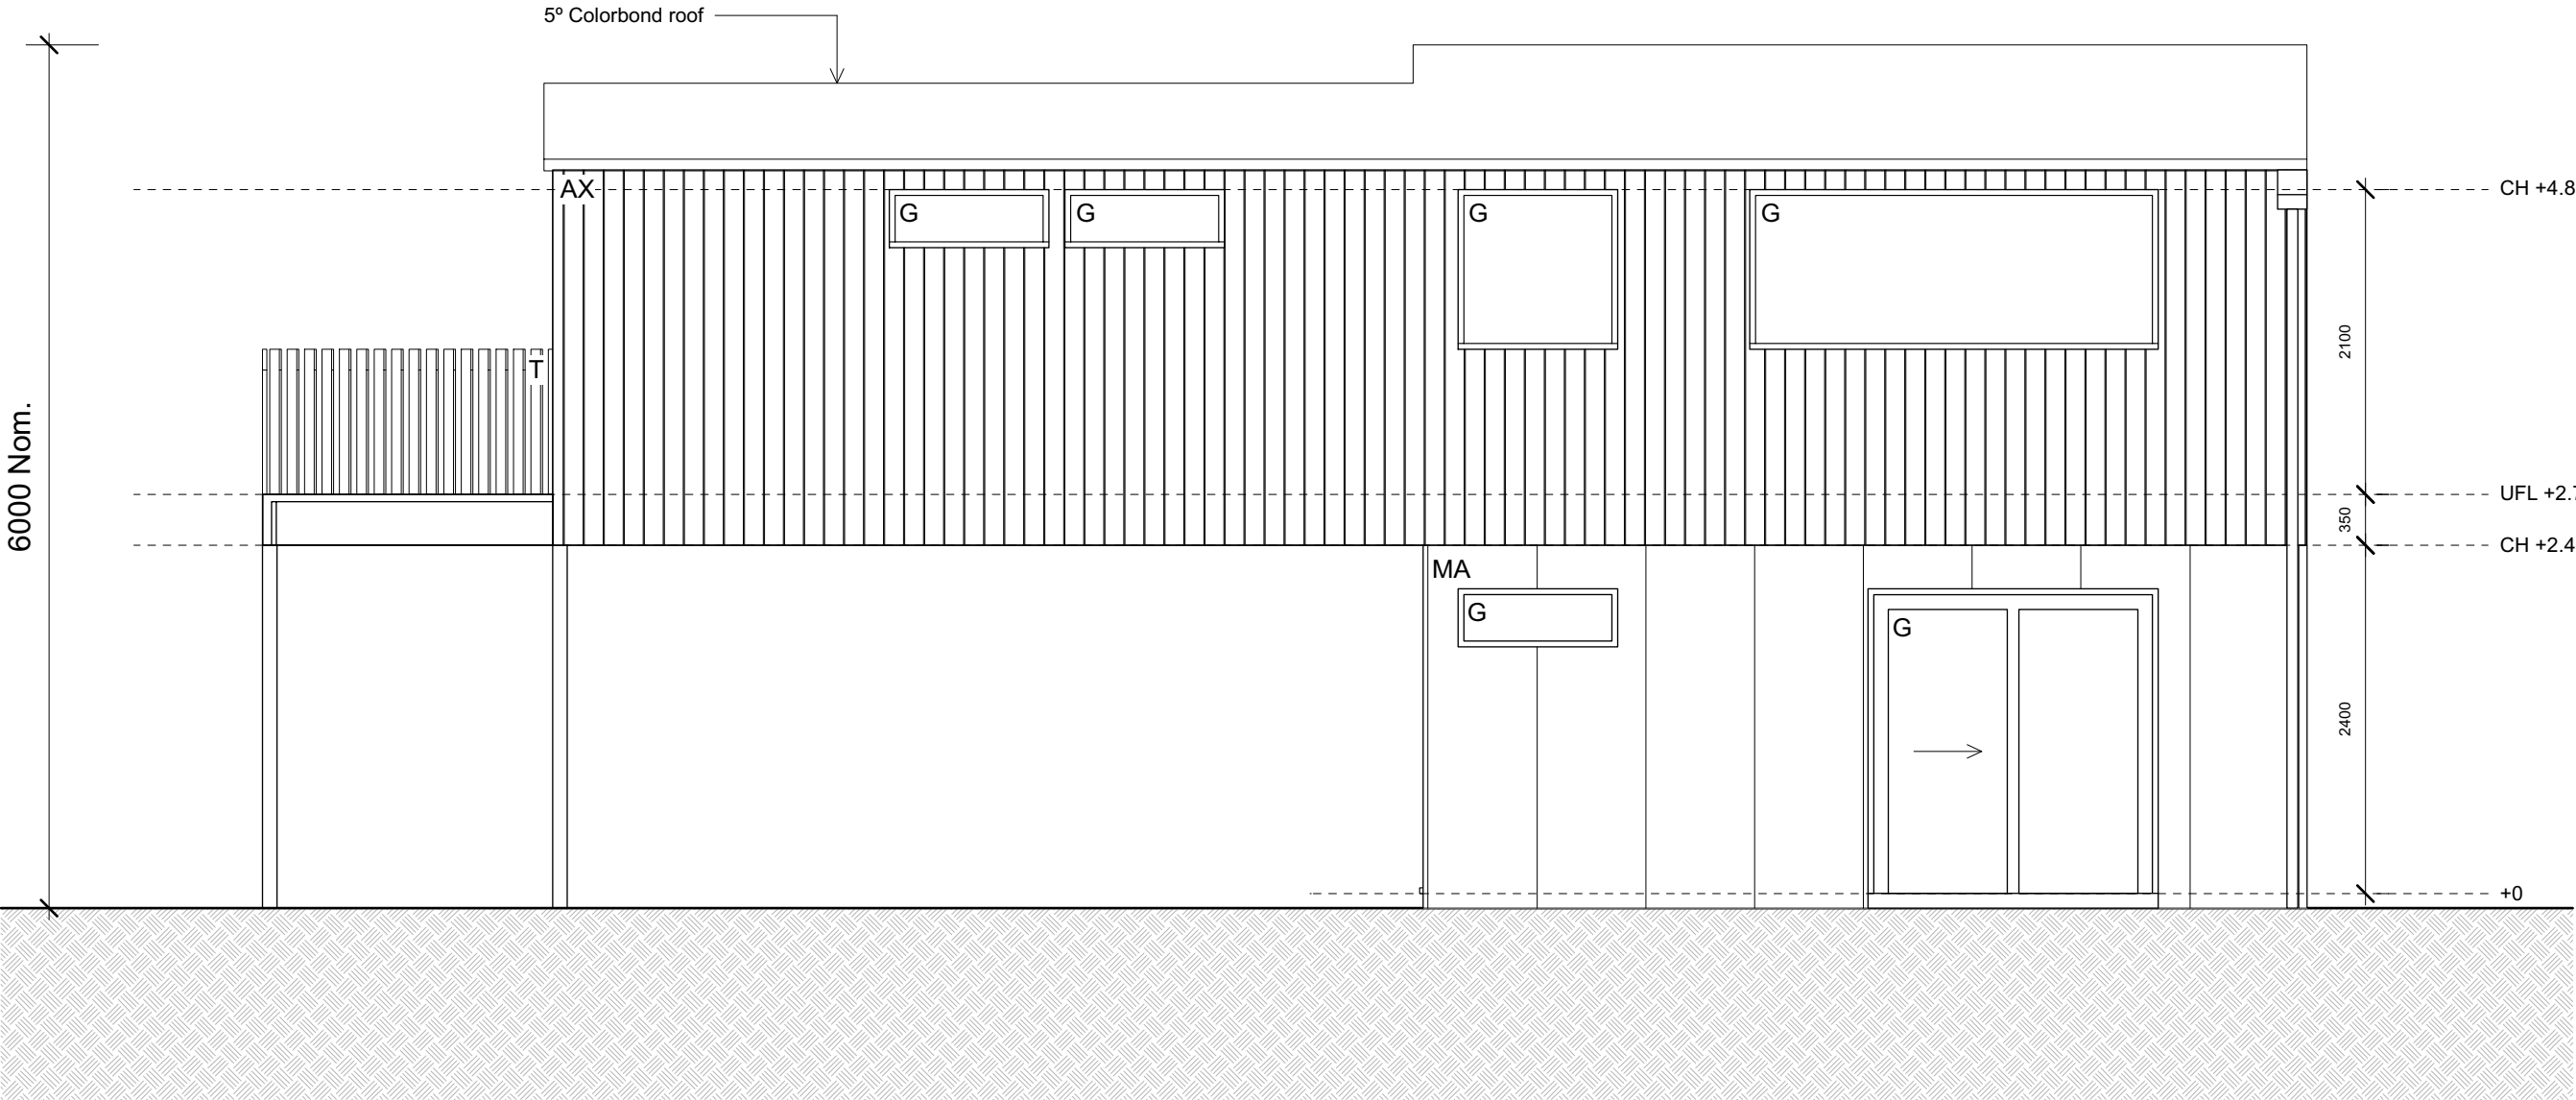 5º Colorbond roof
AX
CH +4.8
G
G
G
G
2100
T
6000 Nom.
UFL +2.7
350
CH +2.4
MA
G
G
2400
+0